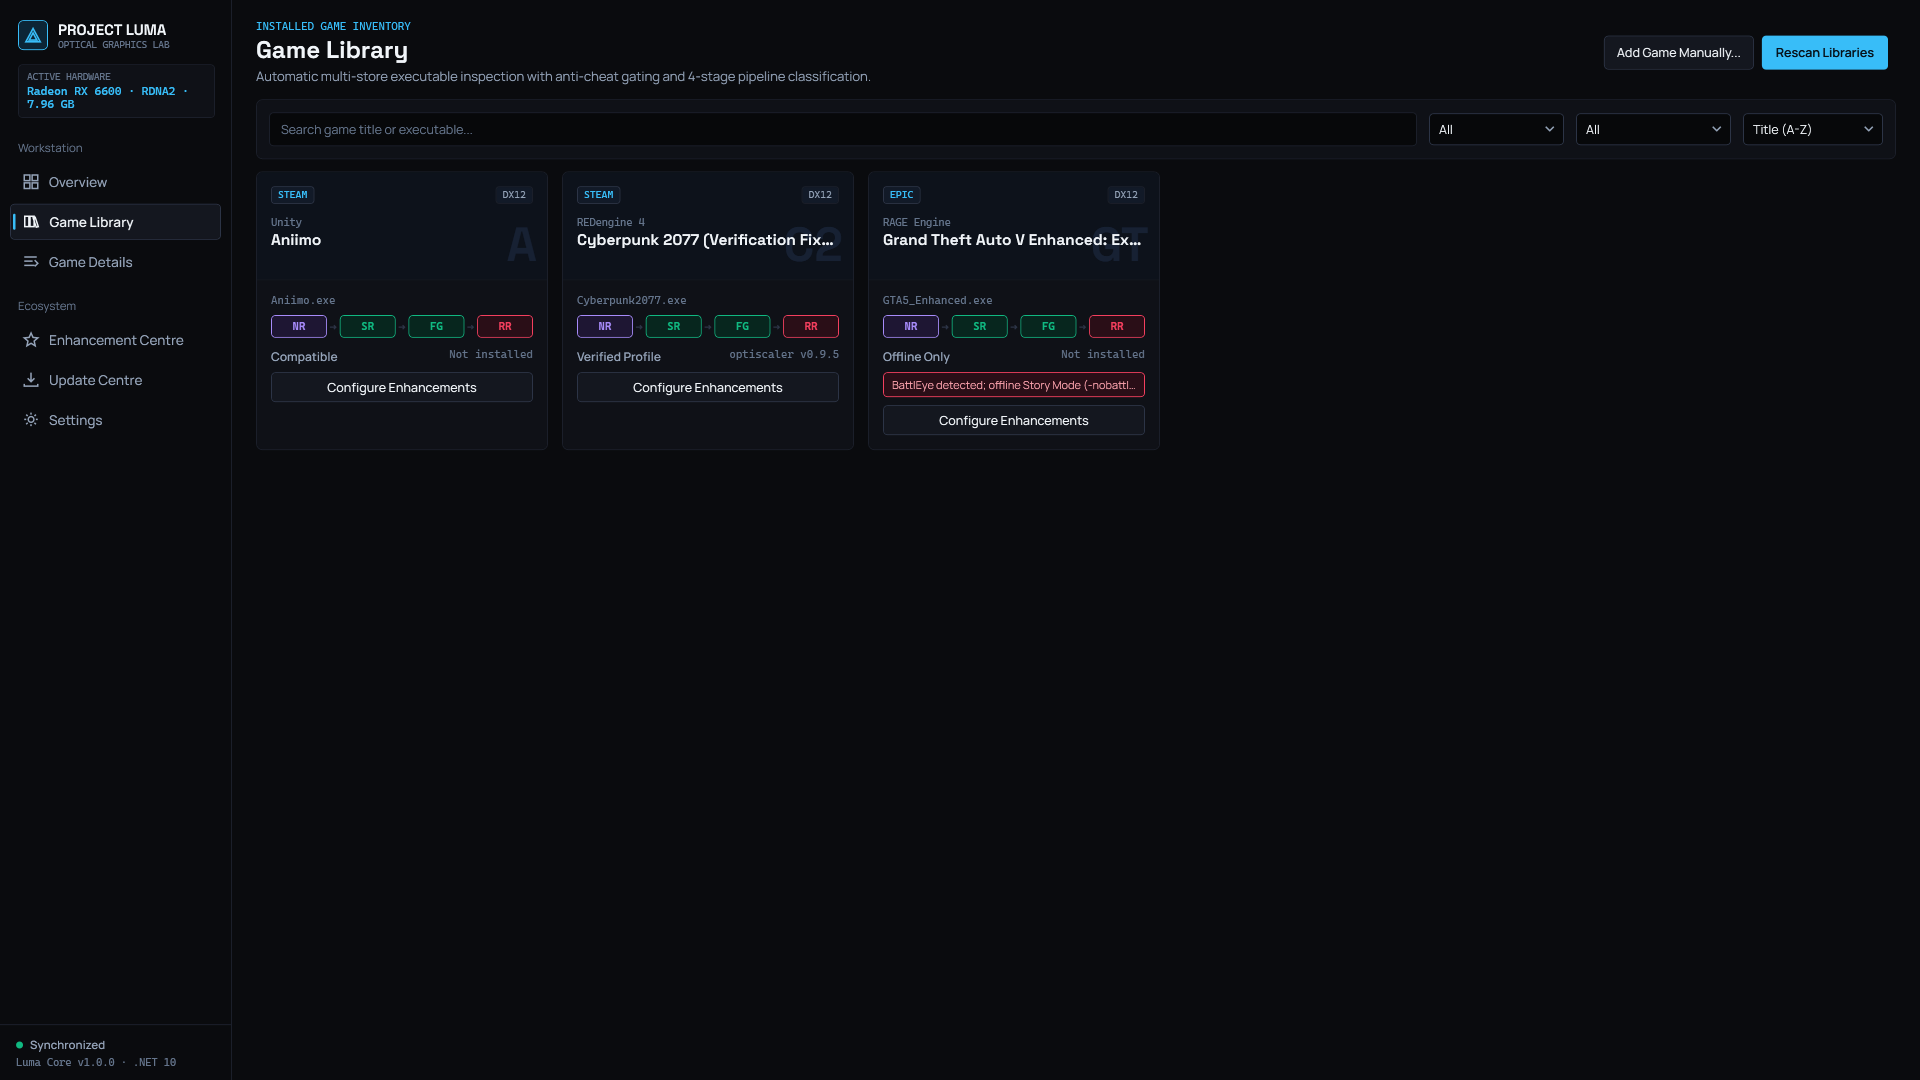 PROJECT LUMA
OPTICAL GRAPHICS LAB
ACTIVE HARDWARE
Radeon RX 6600 · RDNA2 ·
7.96 GB
Workstation
Overview
Game Library
Game Details
Ecosystem
Enhancement Centre
Update Centre
Settings
Synchronized
Luma Core v1.0.0 · .NET 10
INSTALLED GAME INVENTORY
Game Library
Automatic multi-store executable inspection with anti-cheat gating and 4-stage pipeline classification.
Add Game Manually...
Rescan Libraries
Search game title or executable...
All
All
Title (A-Z)
STEAM
DX12
Unity
Aniimo
A
Aniimo.exe
NR → SR → FG → RR
Compatible
Not installed
Configure Enhancements
STEAM
DX12
REDengine 4
Cyberpunk 2077 (Verification Fix...
C2
Cyberpunk2077.exe
NR → SR → FG → RR
Verified Profile
optiscaler v0.9.5
Configure Enhancements
EPIC
DX12
RAGE Engine
Grand Theft Auto V Enhanced: Ex...
GT
GTA5_Enhanced.exe
NR → SR → FG → RR
Offline Only
Not installed
BattlEye detected; offline Story Mode (-nobattl...
Configure Enhancements